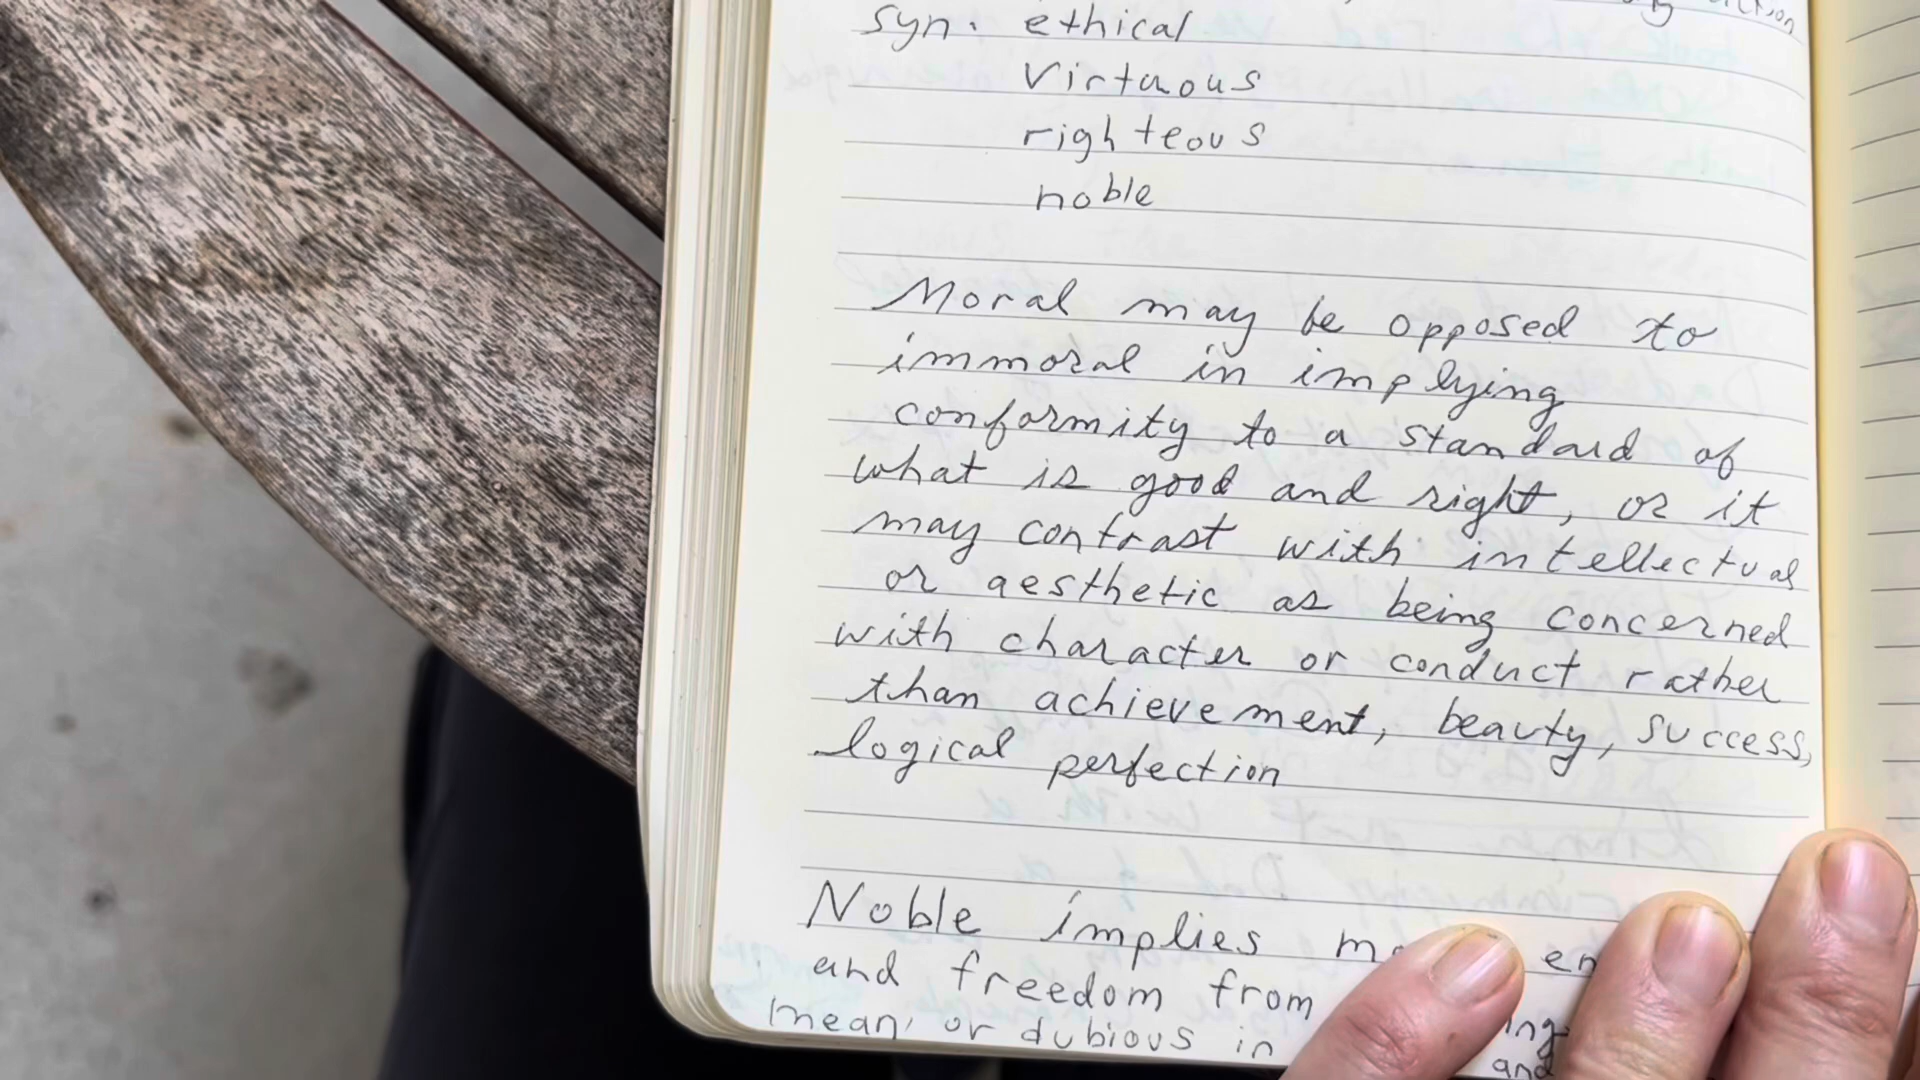 syn. ethical
virtuous
righteous
noble
Moral may be opposed to
immoral in implying
conformity to a standard of
what is good and right, or it
may contrast with intellectual
or aesthetic as being concerned
with character or conduct rather
than achievement, beauty, success,
logical perfection
Noble implies
and freedom from
mean, or dubious in
and